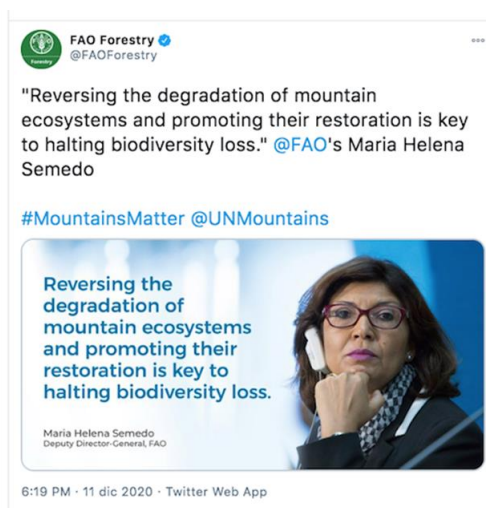 FAO Forestry
@FAOForestry
"Reversing the degradation of mountain
ecosystems and promoting their restoration is key
to halting biodiversity loss." @FAO's Maria Helena
Semedo
#MountainsMatter @UNMountains
Reversing the
degradation of
mountain ecosystems
and promoting their
restoration is key to
halting biodiversity loss.
Maria Helena Semedo
Deputy Director-General, FAO
6:19 PM · 11 dic 2020 · Twitter Web App